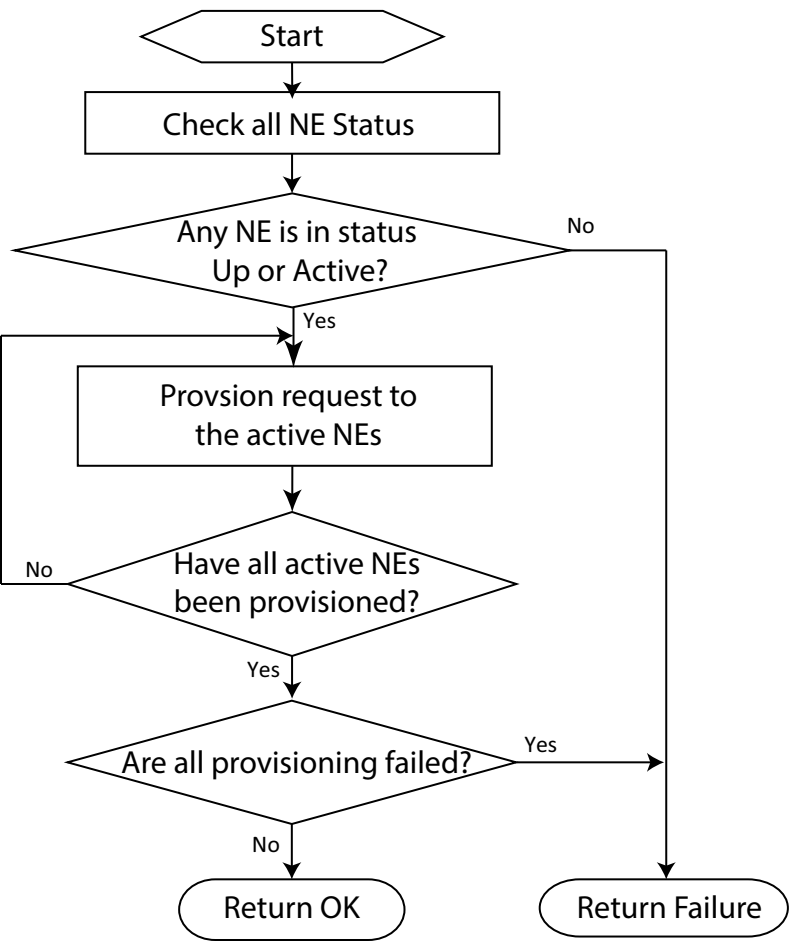 Start
Check all NE Status
Any NE is in status
Up or Active?
No
Yes
Provsion request to
the active NEs
Have all active NEs
been provisioned?
No
Yes
Are all provisioning failed?
Yes
No
Return OK
Return Failure